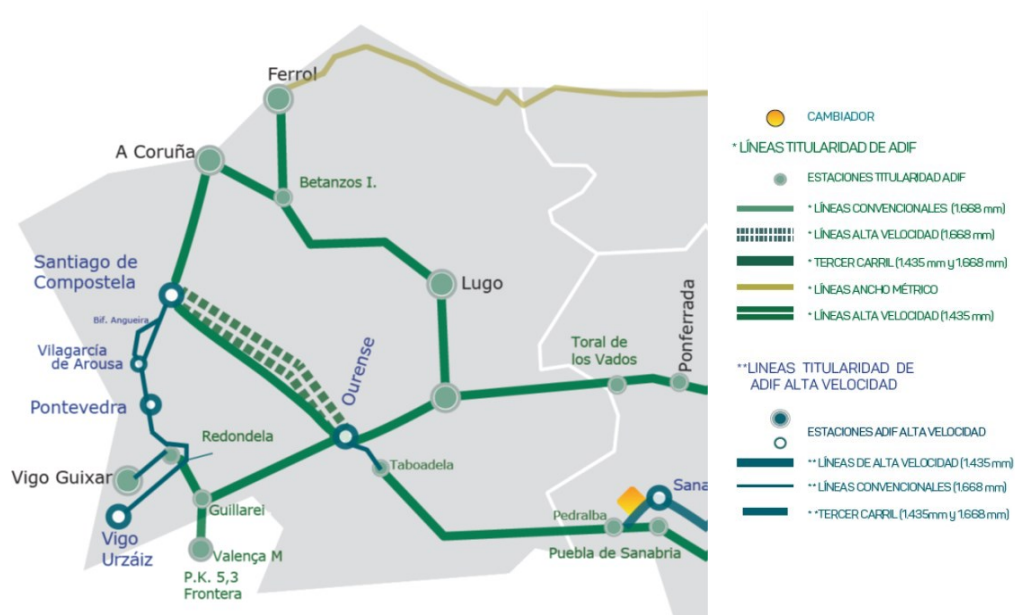 Ferrol
A Coruña
Betanzos I.
Santiago de
Compostela
Lugo
Bif. Angueira
Vilagarcía
de Arousa
Toral de
los Vados
Ponferrada
Ourense
Pontevedra
Redondela
Taboadela
Vigo Guixar
Guillarei
Sana
Pedralba
Vigo
Urzáiz
Valença M
Puebla de Sanabria
P.K. 5,3
Frontera
CAMBIADOR
* LÍNEAS TITULARIDAD DE ADIF
ESTACIONES TITULARIDAD ADIF
* LÍNEAS CONVENCIONALES (1.668 mm)
* LÍNEAS ALTA VELOCIDAD (1.668 mm)
* TERCER CARRIL (1.435 mm y 1.668 mm)
* LÍNEAS ANCHO MÉTRICO
* LÍNEAS ALTA VELOCIDAD (1.435 mm)
**LINEAS TITULARIDAD DE
ADIF ALTA VELOCIDAD
ESTACIONES ADIF ALTA VELOCIDAD
** LÍNEAS DE ALTA VELOCIDAD (1.435 mm)
** LÍNEAS CONVENCIONALES (1.668 mm)
**TERCER CARRIL (1.435mm y 1.668 mm)